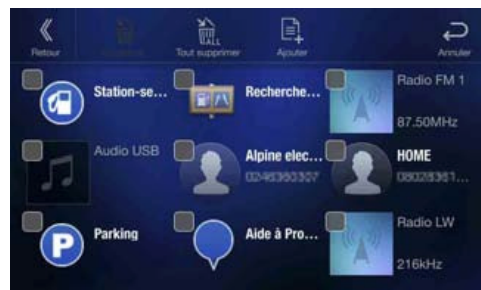 Retour
ALL
Tout supprimer
Ajouter
Annuler
Station-se...
Recherche...
Radio FM 1
87.50MHz
Audio USB
Alpine elec...
HOME
P
Parking
Aide à Pro...
Radio LW
216kHz